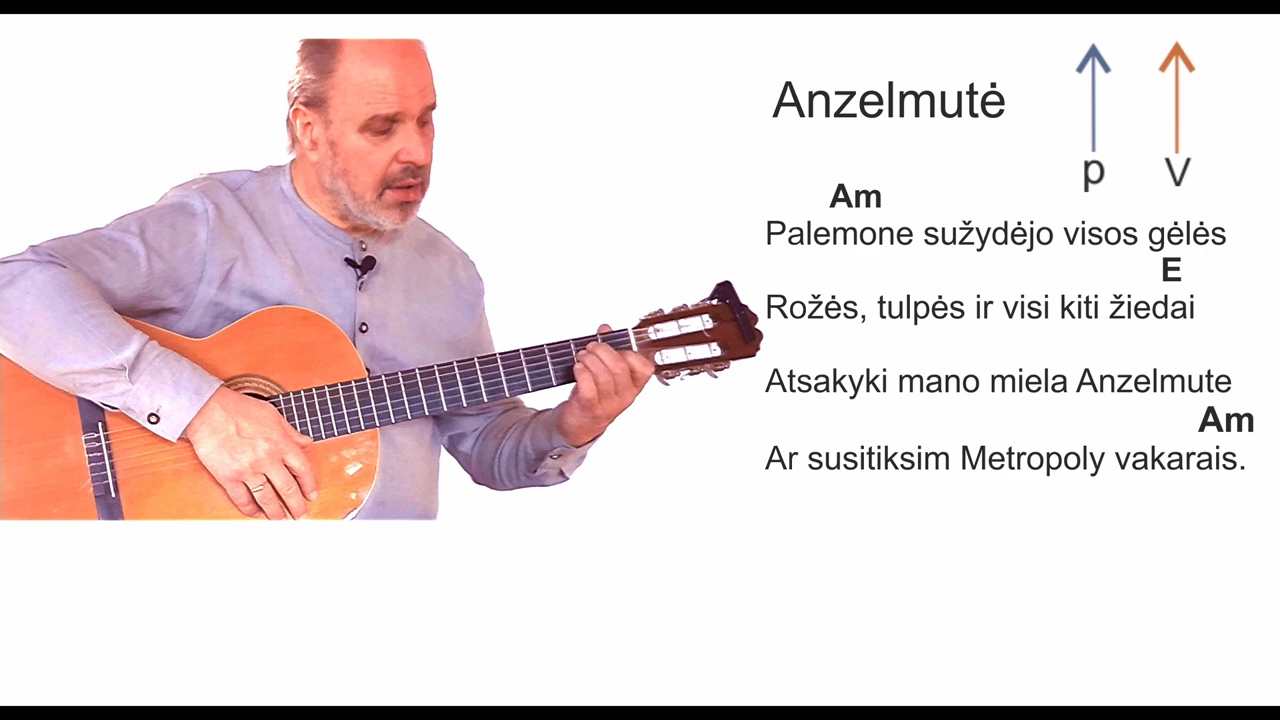 Anzelmutė
p V
Am
Palemone sužydėjo visos gėlės
E
Rožės, tulpės ir visi kiti žiedai
Atsakyki mano miela Anzelmute
Am
Ar susitiksim Metropoly vakarais.